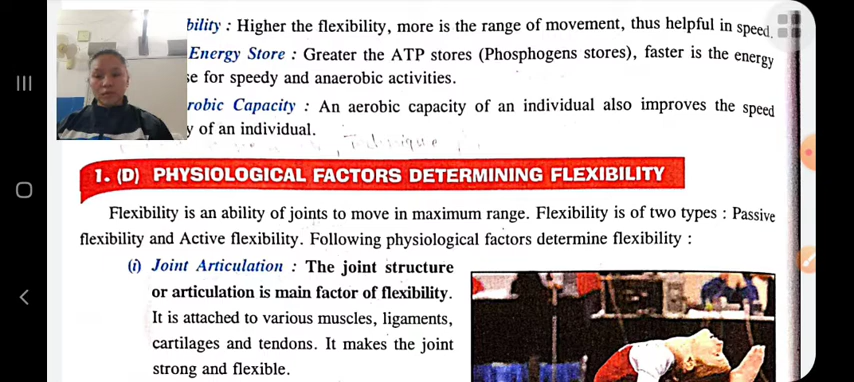 bility : Higher the flexibility, more is the range of movement, thus helpful in speed.
Energy Store : Greater the ATP stores (Phosphogens stores), faster is the energy
se for speedy and anaerobic activities.
robic Capacity : An aerobic capacity of an individual also improves the speed
y of an individual.
Technique
1. (D) PHYSIOLOGICAL FACTORS DETERMINING FLEXIBILITY
Flexibility is an ability of joints to move in maximum range. Flexibility is of two types : Passive
flexibility and Active flexibility. Following physiological factors determine flexibility :
(i) Joint Articulation : The joint structure
or articulation is main factor of flexibility.
It is attached to various muscles, ligaments,
cartilages and tendons. It makes the joint
strong and flexible.